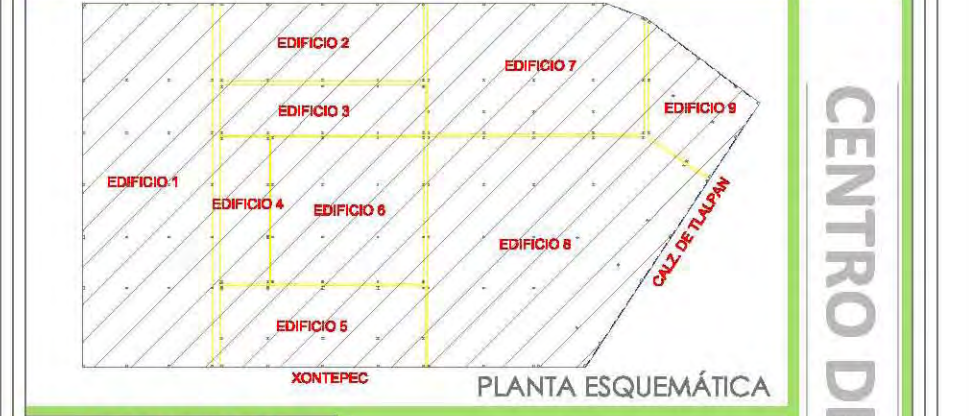 EDIFICIO 2
EDIFICIO 7
EDIFICIO 3
EDIFICIO 9
EDIFICIO 1
EDIFICIO 4
EDIFICIO 6
EDIFICIO 8
CALZ. DE TLALPAN
EDIFICIO 5
XONTEPEC
PLANTA ESQUEMÁTICA
CENTRO